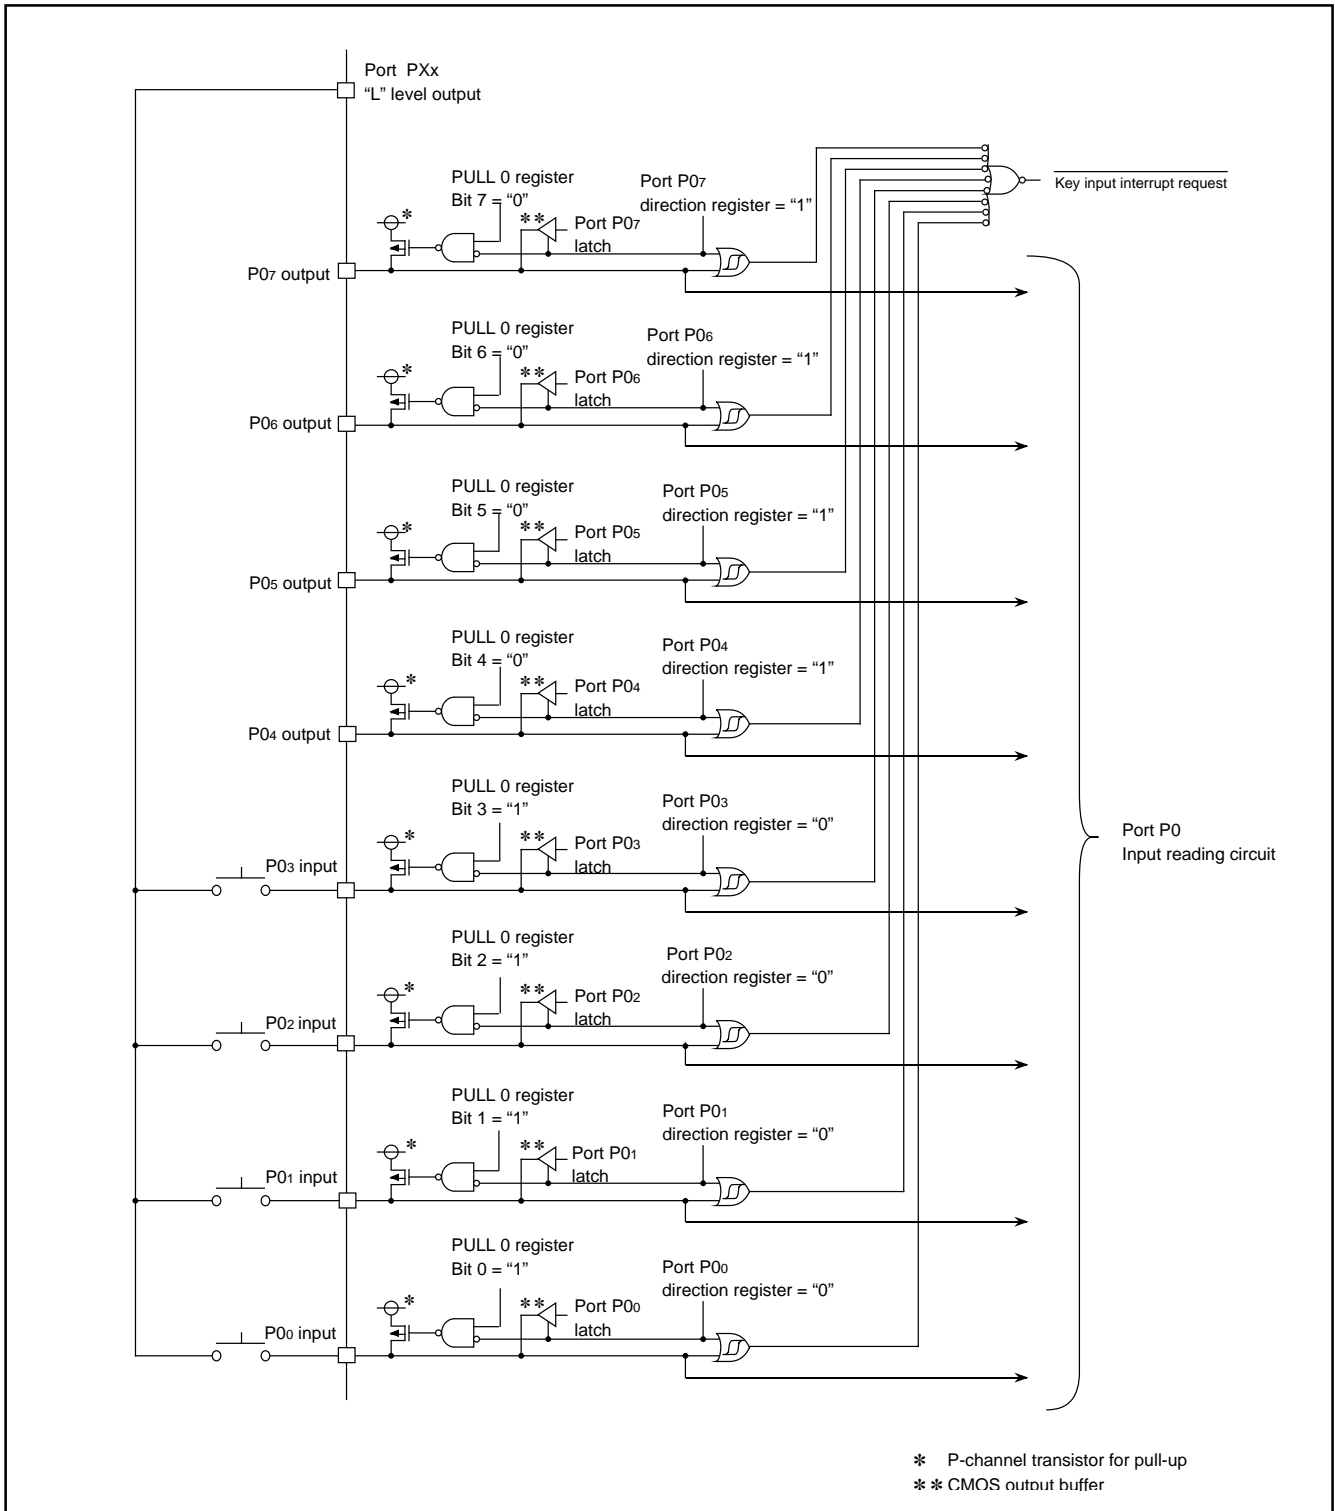 Port PXx
“L” level output
Key input interrupt request
PULL 0 register
Bit 7 = “0”
*
**
Port P07
latch
Port P07
direction register = “1”
P07 output
PULL 0 register
Bit 6 = “0”
*
**
Port P06
latch
Port P06
direction register = “1”
P06 output
PULL 0 register
Bit 5 = “0”
*
**
Port P05
latch
Port P05
direction register = “1”
P05 output
PULL 0 register
Bit 4 = “0”
*
**
Port P04
latch
Port P04
direction register = “1”
P04 output
PULL 0 register
Bit 3 = “1”
*
**
Port P03
latch
Port P03
direction register = “0”
P03 input
Port P0
Input reading circuit
PULL 0 register
Bit 2 = “1”
*
**
Port P02
latch
Port P02
direction register = “0”
P02 input
PULL 0 register
Bit 1 = “1”
*
**
Port P01
latch
Port P01
direction register = “0”
P01 input
PULL 0 register
Bit 0 = “1”
*
**
Port P00
latch
Port P00
direction register = “0”
P00 input
* P-channel transistor for pull-up
** CMOS output buffer